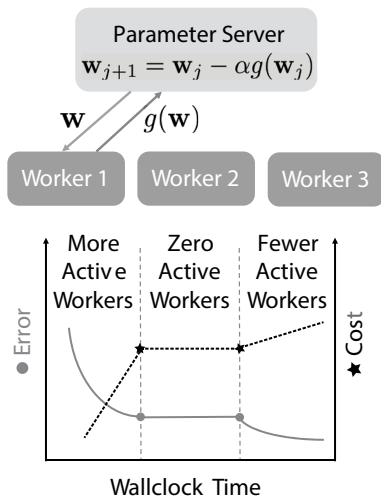 Parameter Server
w_{j+1} = w_j − αg(w_j)
w
g(w)
Worker 1
Worker 2
Worker 3
More Active Workers
Zero Active Workers
Fewer Active Workers
Error
Cost
Wallclock Time